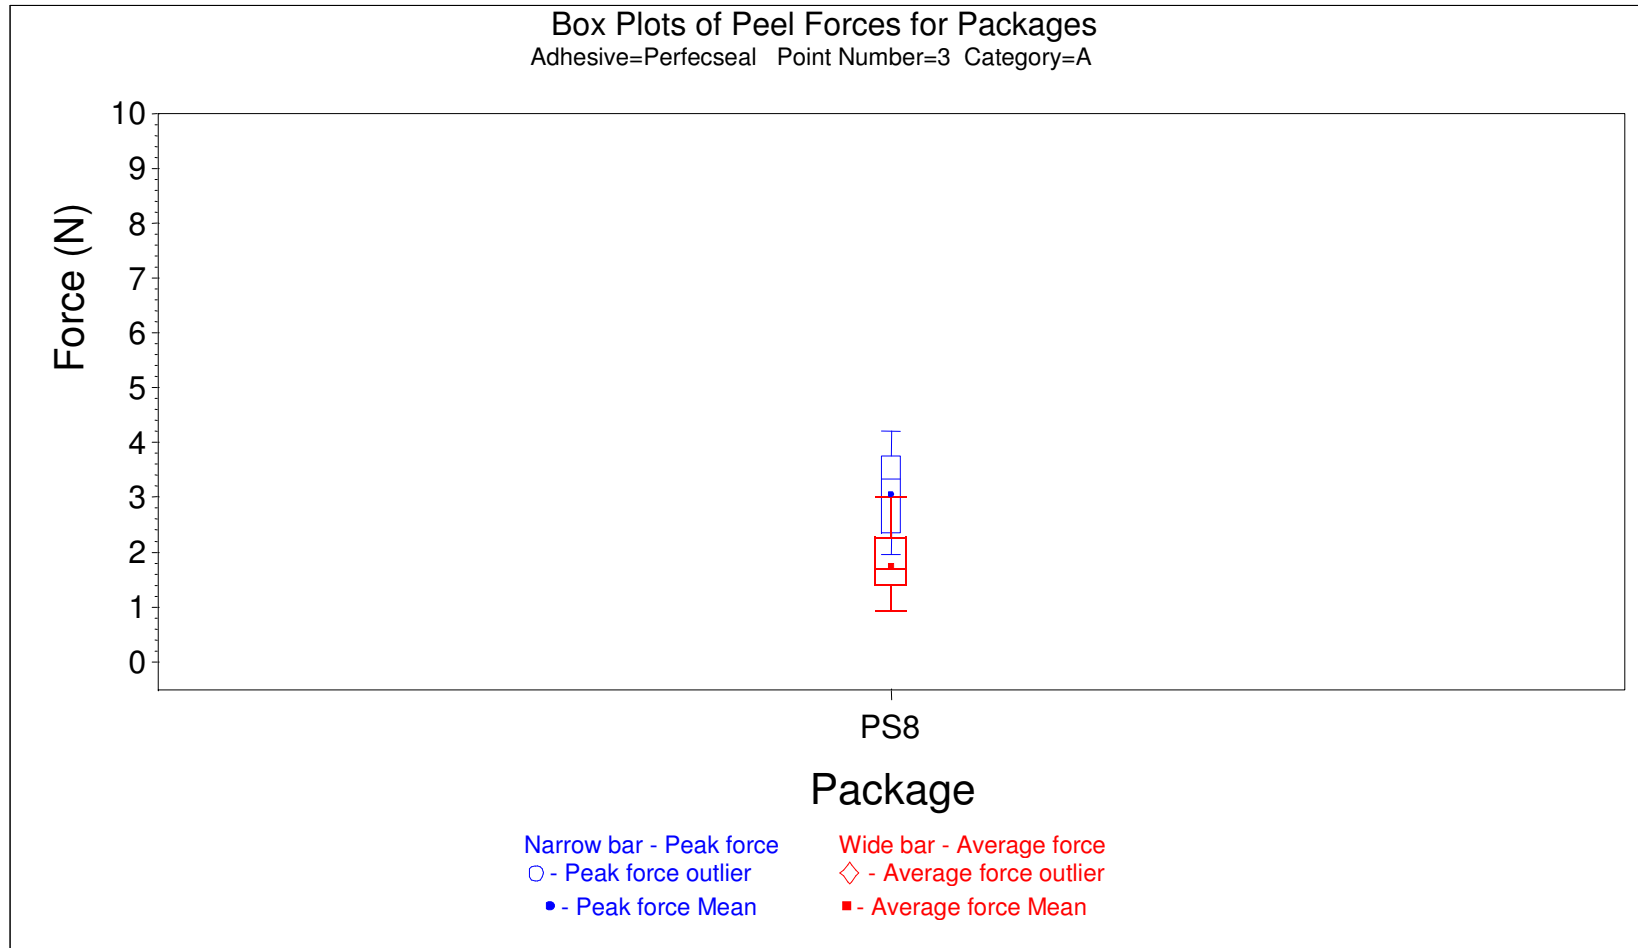 Box Plots of Peel Forces for Packages
Adhesive=Perfecseal Point Number=3 Category=A
Force (N)
10
9
8
7
6
5
4
3
2
1
0
PS8
Package
Narrow bar - Peak force
- Peak force outlier
- Peak force Mean
Wide bar - Average force
- Average force outlier
- Average force Mean